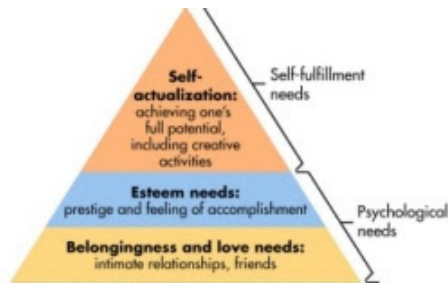 Self-
actualization:
achieving one's
full potential,
including creative
activities
Self-fulfillment
needs
Esteem needs:
prestige and feeling of accomplishment
Psychological
needs
Belongingness and love needs:
intimate relationships, friends